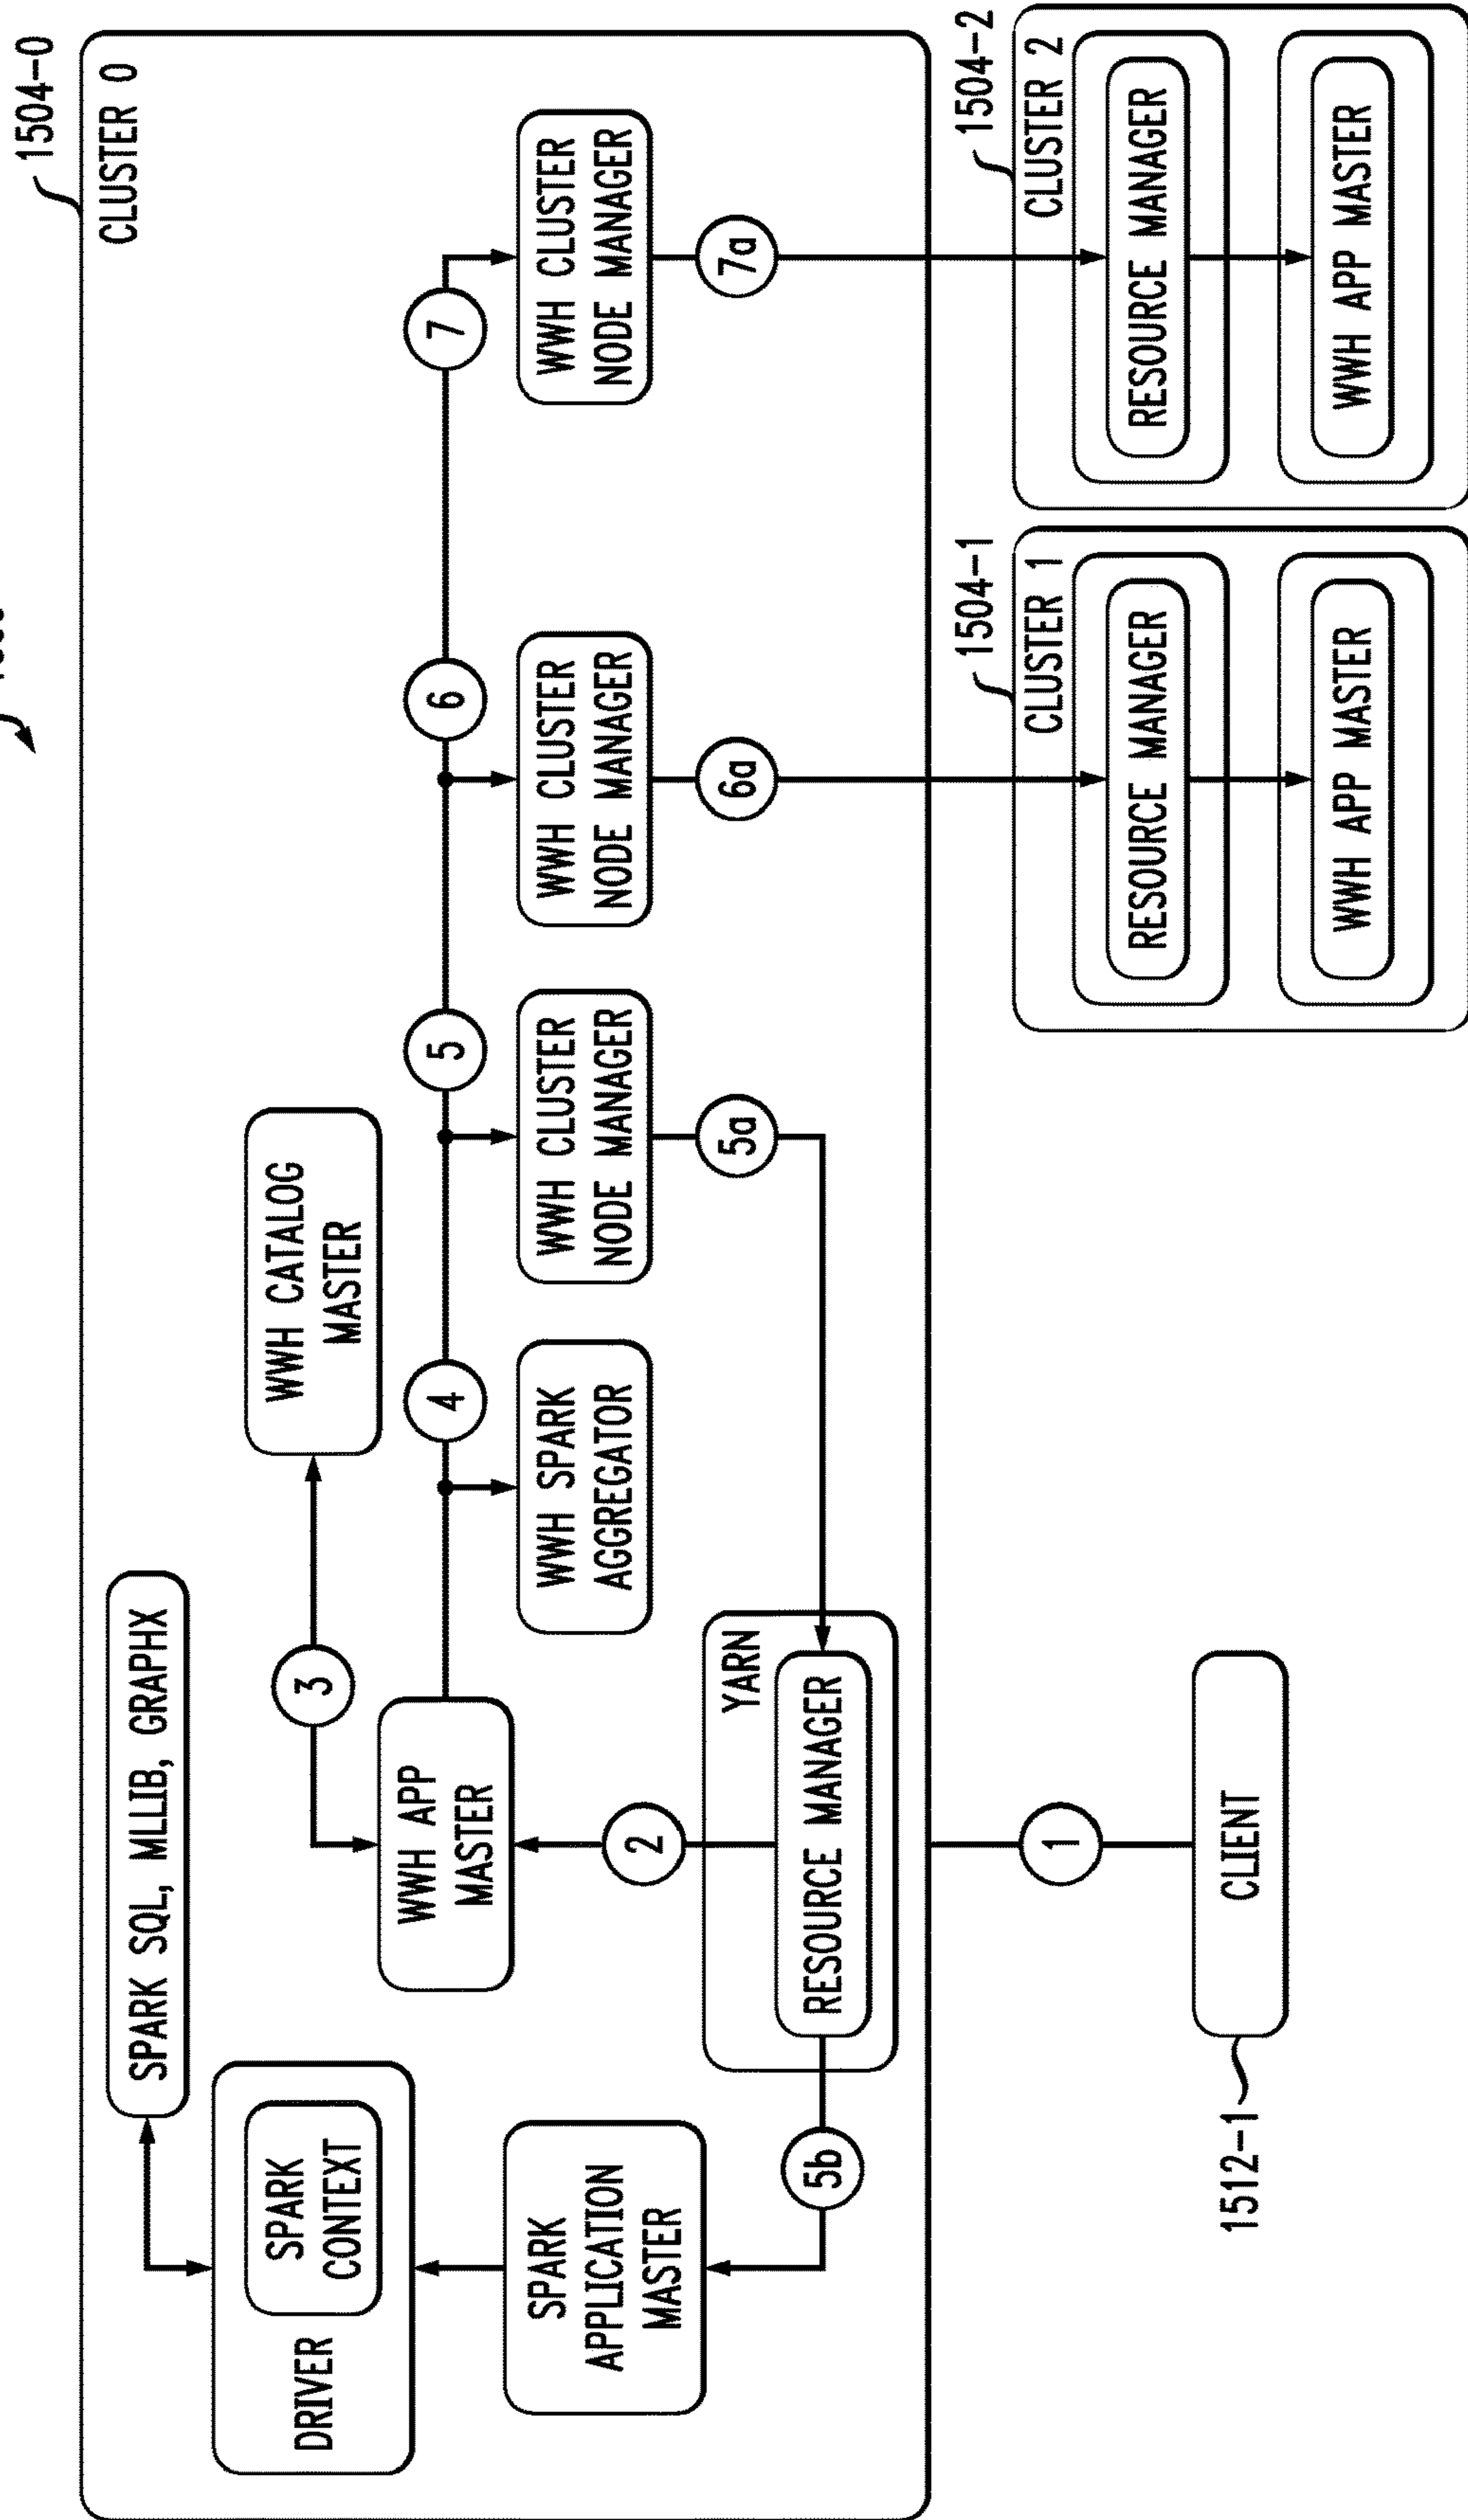 1504-0
CLUSTER 0
SPARK SQL, MLLIB, GRAPHX
DRIVER
SPARK
CONTEXT
WWH CATALOG
MASTER
3
WWH APP
MASTER
4
5
6
7
SPARK
APPLICATION
MASTER
WWH SPARK
AGGREGATOR
WWH CLUSTER
NODE MANAGER
WWH CLUSTER
NODE MANAGER
WWH CLUSTER
NODE MANAGER
2
5a
6a
7a
YARN
RESOURCE MANAGER
5b
1504-1
1504-2
CLUSTER 1
CLUSTER 2
1
RESOURCE MANAGER
RESOURCE MANAGER
1512-1
CLIENT
WWH APP MASTER
WWH APP MASTER